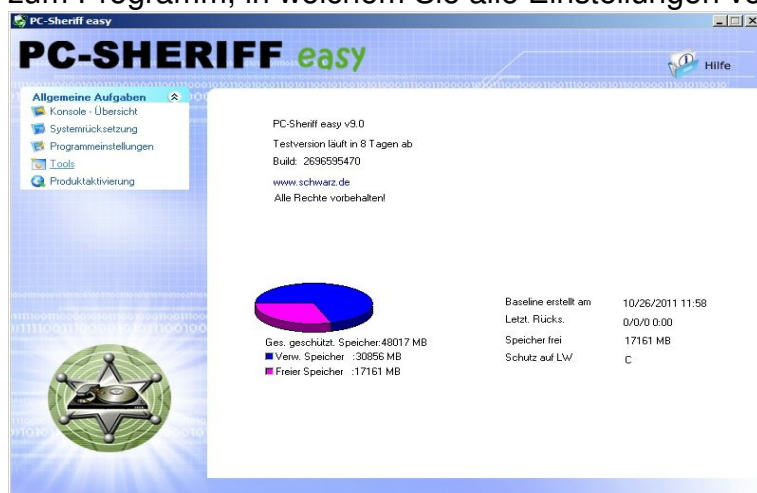 zum Programm, in welchem Sie alle Einstellungen
PC-Sheriff easy
PC-SHERIFF easy
Hilfe
Allgemeine Aufgaben
Konsole - Übersicht
Systemrücksetzung
Programmeinstellungen
Tools
Produktaktivierung
PC-Sheriff easy v9.0
Testversion läuft in 8 Tagen ab
Build: 2696595470
www.schwarz.de
Alle Rechte vorbehalten!
Ges. geschützt. Speicher:48017 MB
Verw. Speicher :30856 MB
Freier Speicher :17161 MB
Baseline erstellt am 10/26/2011 11:58
Letzt. Rücks. 0/0/0 0:00
Speicher frei 17161 MB
Schutz auf LW C